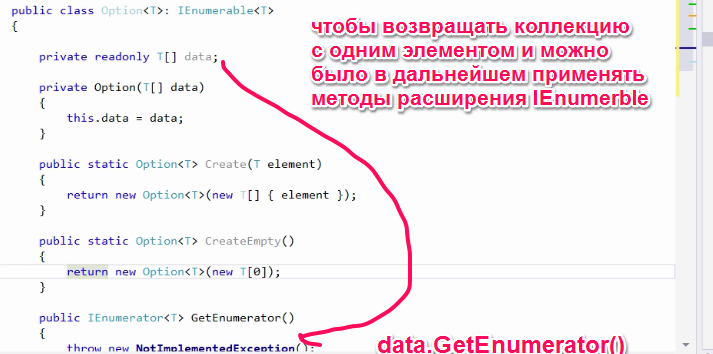 public class Option<T>: IEnumerable<T>
{
private readonly T[] data;
private Option(T[] data)
{
this.data = data;
}
public static Option<T> Create(T element)
{
return new Option<T>(new T[] { element });
}
public static Option<T> CreateEmpty()
{
return new Option<T>(new T[0]);
}
public IEnumerator<T> GetEnumerator()
{
throw new NotImplementedException();
чтобы возвращать коллекцию
с одним элементом и можно
было в дальнейшем применять
методы расширения IEnumerble
data.GetEnumerator()